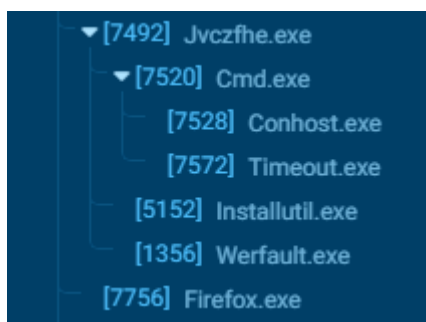 [7492] Jvczfhe.exe
[7520] Cmd.exe
[7528] Conhost.exe
[7572] Timeout.exe
[5152] Installutil.exe
[1356] Werfault.exe
[7756] Firefox.exe